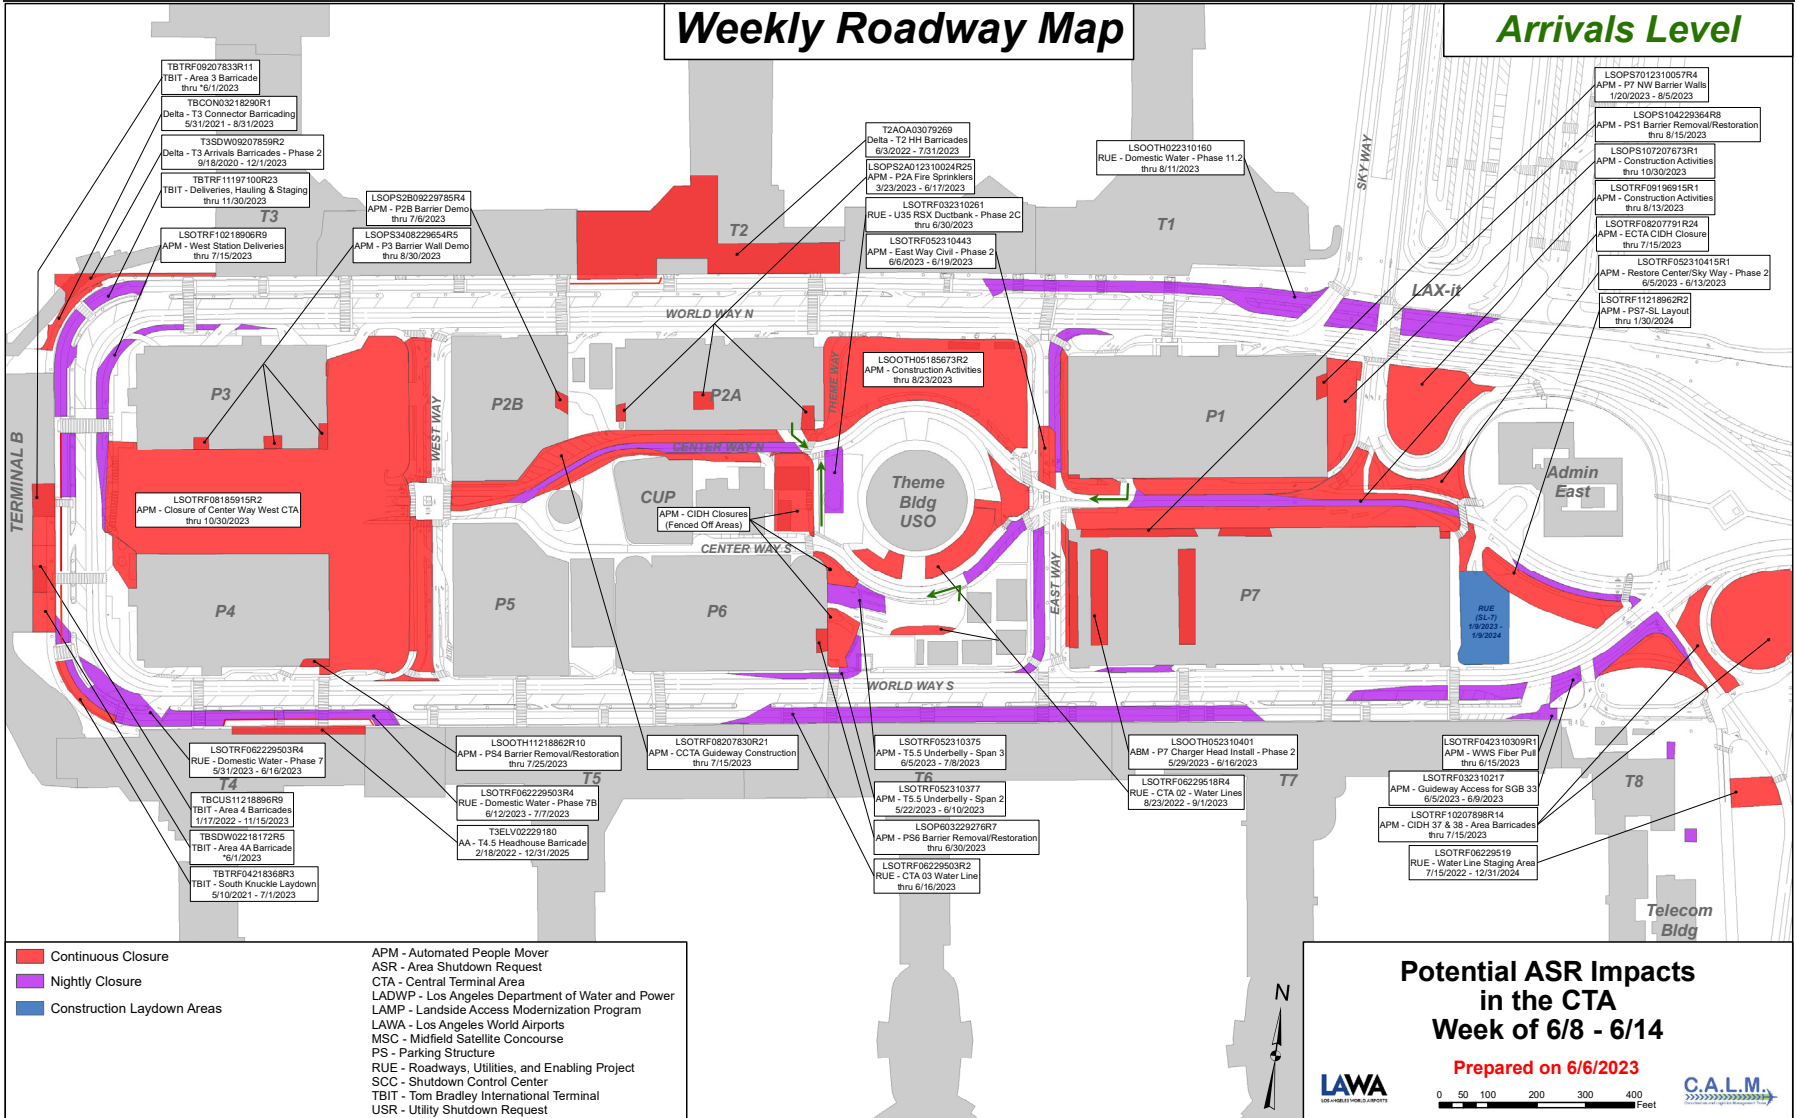 Weekly Roadway Map
Arrivals Level
TBTRF09207833R11
TBIT - Area 3 Barricade
thru *6/1/2023
TBCON03218290R1
Delta - T3 Connector Barricading
5/31/2021 - 8/31/2023
T3SDW09207859R2
Delta - T3 Arrivals Barricades - Phase 2
9/18/2020 - 12/1/2023
TBTRF11197100R23
TBIT - Deliveries, Hauling & Staging
thru 11/30/2023
LSOTRF10218906R9
APM - West Station Deliveries
thru 7/15/2023
LSOPS2B09229785R4
APM - P2B Barrier Demo
thru 7/6/2023
LSOPS3408229654R5
APM - P3 Barrier Wall Demo
thru 8/30/2023
T2AOA03079269
Delta - T2 HH Barricades
6/3/2022 - 7/31/2023
LSOPS2A012310024R25
APM - P2A Fire Sprinklers
3/23/2023 - 6/17/2023
LSOTRF032310261
RUE - U35 RSX Ductbank - Phase 2C
thru 6/30/2023
LSOTRF052310443
APM - East Way Civil - Phase 2
6/6/2023 - 6/19/2023
LSOOTH022310160
RUE - Domestic Water - Phase 11.2
thru 8/11/2023
LSOPS7012310057R4
APM - P7 NW Barrier Walls
1/20/2023 - 8/5/2023
LSOPS104229364R8
APM - PS1 Barrier Removal/Restoration
thru 8/15/2023
LSOPS107207673R1
APM - Construction Activities
thru 10/30/2023
LSOTRF09196915R1
APM - Construction Activities
thru 8/13/2023
LSOTRF08207791R24
APM - ECTA CIDH Closure
thru 7/15/2023
LSOTRF052310415R1
APM - Restore Center/Sky Way - Phase 2
6/5/2023 - 6/13/2023
LSOTRF11218962R2
APM - PS7-SL Layout
thru 1/30/2024
T3
T2
T1
SKY WAY
LAX-it
WORLD WAY N
LSOOTH05185673R2
APM - Construction Activities
thru 8/23/2023
P3
P2B
P2A
P1
WEST WAY
THEME WAY
CENTER WAY N
TERMINAL B
LSOTRF08185915R2
APM - Closure of Center Way West CTA
thru 10/30/2023
CUP
APM - CIDH Closures
(Fenced Off Areas)
Theme
Bldg
USO
Admin
East
CENTER WAY S
EAST WAY
P4
P5
P6
P7
RUE
(SL-7)
1/9/2023 -
1/9/2024
WORLD WAY S
LSOTRF062229503R4
RUE - Domestic Water - Phase 7
5/31/2023 - 6/16/2023
T4
TBCUS11218896R9
TBIT - Area 4 Barricades
1/17/2022 - 11/15/2023
TBSDW02218172R5
TBIT - Area 4A Barricade
*6/1/2023
TBTRF04218368R3
TBIT - South Knuckle Laydown
5/10/2021 - 7/1/2023
LSOOTH11218862R10
APM - PS4 Barrier Removal/Restoration
thru 7/25/2023
LSOTRF062229503R4
RUE - Domestic Water - Phase 7B
6/12/2023 - 7/7/2023
T3ELV02229180
AA - T4.5 Headhouse Barricade
2/18/2022 - 12/31/2025
T5
LSOTRF08207830R21
APM - CCTA Guideway Construction
thru 7/15/2023
LSOTRF052310375
APM - T5.5 Underbelly - Span 3
6/5/2023 - 7/8/2023
T6
LSOTRF052310377
APM - T5.5 Underbelly - Span 2
5/22/2023 - 6/10/2023
LSOP603229276R7
APM - PS6 Barrier Removal/Restoration
thru 6/30/2023
LSOTRF06229503R2
RUE - CTA 03 Water Line
thru 6/16/2023
LSOOTH052310401
ABM - P7 Charger Head Install - Phase 2
5/29/2023 - 6/16/2023
LSOTRF06229518R4
RUE - CTA 02 - Water Lines
8/23/2022 - 9/1/2023
T7
LSOTRF042310309R1
APM - WWS Fiber Pull
thru 6/15/2023
LSOTRF032310217
APM - Guideway Access for SGB 33
6/5/2023 - 6/9/2023
LSOTRF10207898R14
APM - CIDH 37 & 38 - Area Barricades
thru 7/15/2023
LSOTRF06229519
RUE - Water Line Staging Area
7/15/2022 - 12/31/2024
T8
Telecom
Bldg
Continuous Closure
Nightly Closure
Construction Laydown Areas
APM - Automated People Mover
ASR - Area Shutdown Request
CTA - Central Terminal Area
LADWP - Los Angeles Department of Water and Power
LAMP - Landside Access Modernization Program
LAWA - Los Angeles World Airports
MSC - Midfield Satellite Concourse
PS - Parking Structure
RUE - Roadways, Utilities, and Enabling Project
SCC - Shutdown Control Center
TBIT - Tom Bradley International Terminal
USR - Utility Shutdown Request
N
Potential ASR Impacts
in the CTA
Week of 6/8 - 6/14
Prepared on 6/6/2023
LAWA
LOS ANGELES WORLD AIRPORTS
0 50 100 200 300 400
Feet
C.A.L.M.